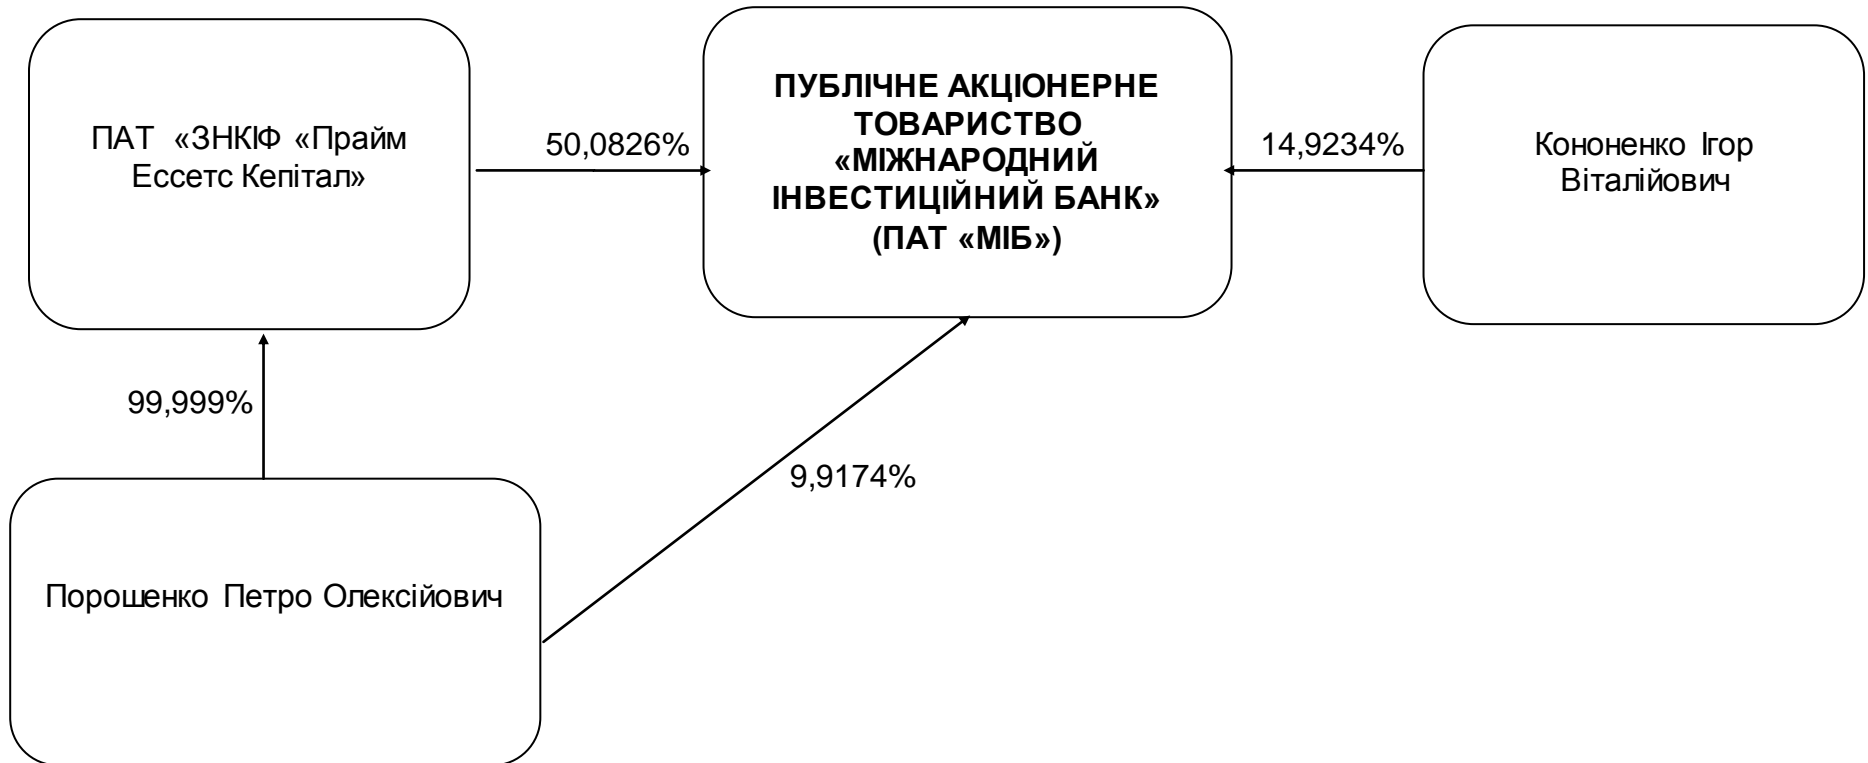 ПАТ «ЗНКІФ «Прайм
Ессетс Кепітал»
50,0826%
ПУБЛІЧНЕ АКЦІОНЕРНЕ
ТОВАРИСТВО
«МІЖНАРОДНИЙ
ІНВЕСТИЦІЙНИЙ БАНК»
(ПАТ «МІБ»)
14,9234%
Кононенко Ігор
Віталійович
99,999%
9,9174%
Порошенко Петро Олексійович